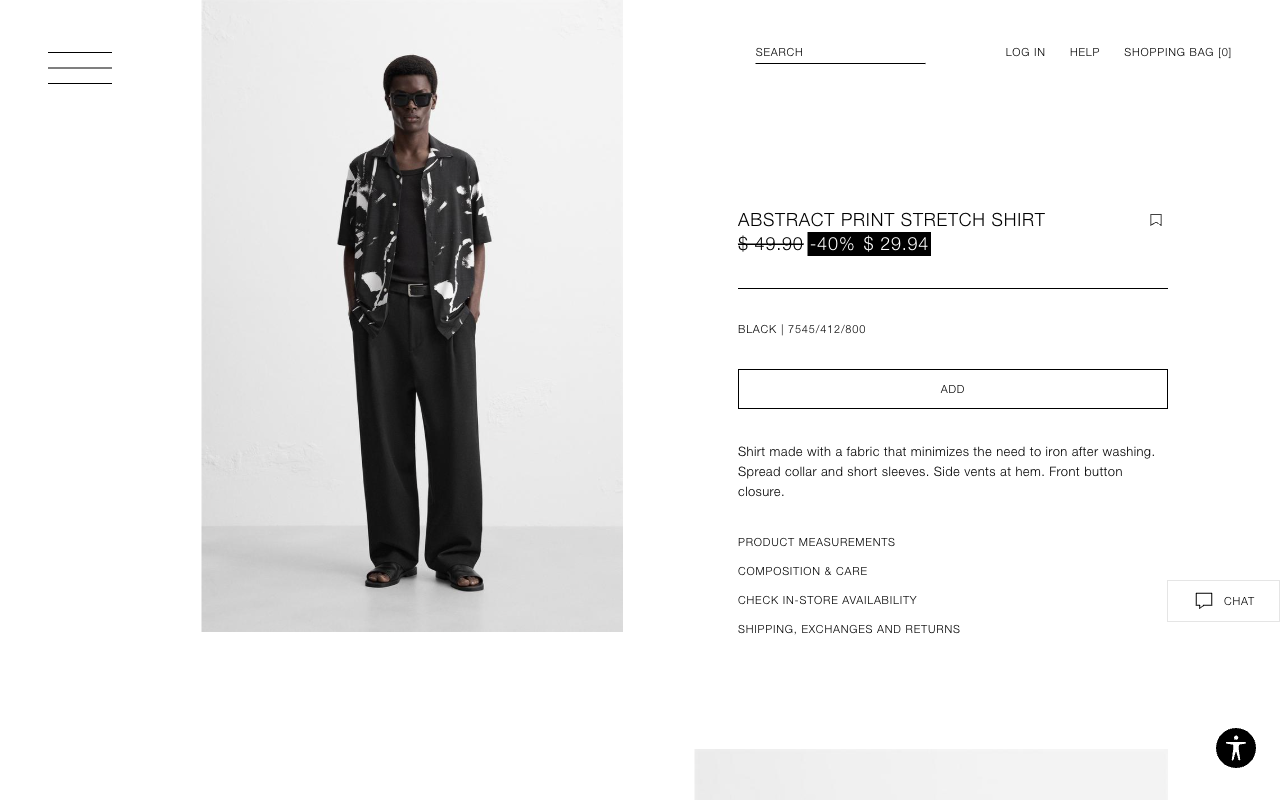 SEARCH
LOG IN
HELP
SHOPPING BAG [0]
ABSTRACT PRINT STRETCH SHIRT
$ 49.90 -40% $ 29.94
BLACK | 7545/412/800
ADD
Shirt made with a fabric that minimizes the need to iron after washing.
Spread collar and short sleeves. Side vents at hem. Front button
closure.
PRODUCT MEASUREMENTS
COMPOSITION & CARE
CHECK IN-STORE AVAILABILITY
CHAT
SHIPPING, EXCHANGES AND RETURNS